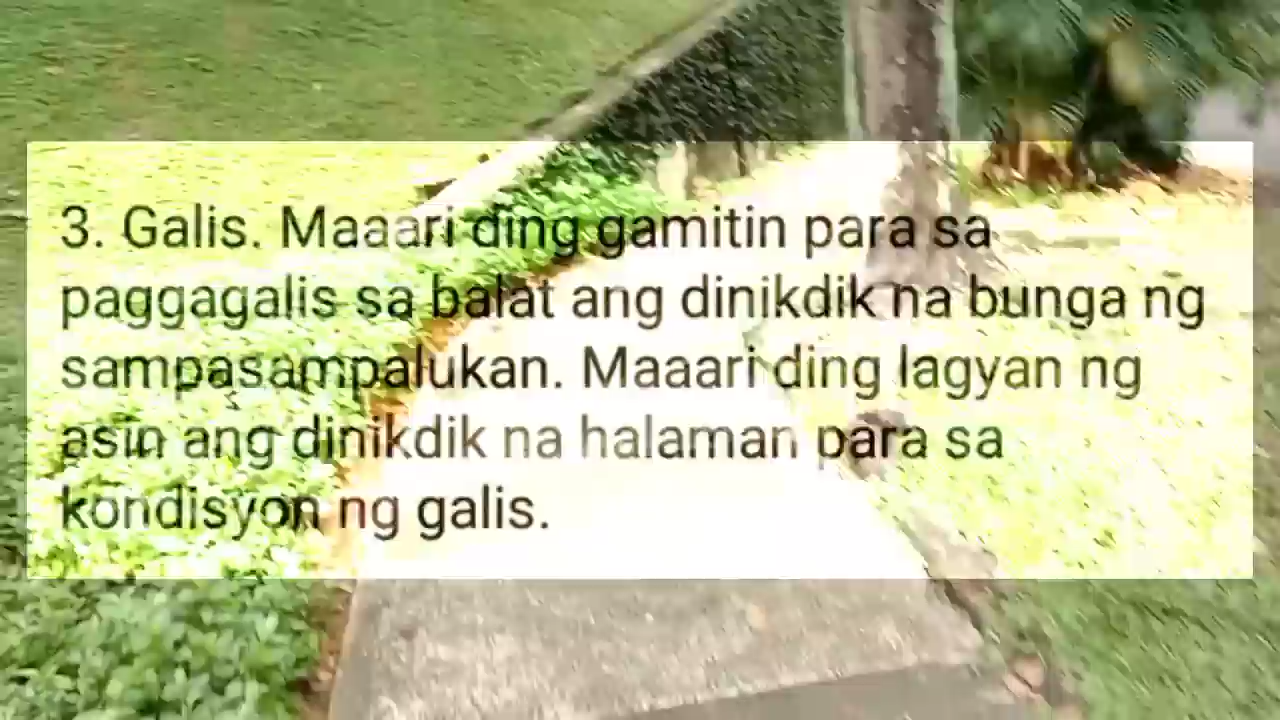 3. Galis. Maaari ding gamitin para sa
paggagalis sa balat ang dinikdik na bunga ng
sampasampalukan. Maaari ding lagyan ng
asin ang dinikdik na halaman para sa
kondisyon ng galis.